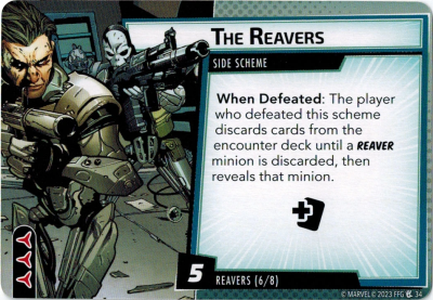 The Reavers
SIDE SCHEME
When Defeated: The player
who defeated this scheme
discards cards from the
encounter deck until a REAVER
minion is discarded, then
reveals that minion.
5
REAVERS (6/8)
© MARVEL © 2023 FFG 34